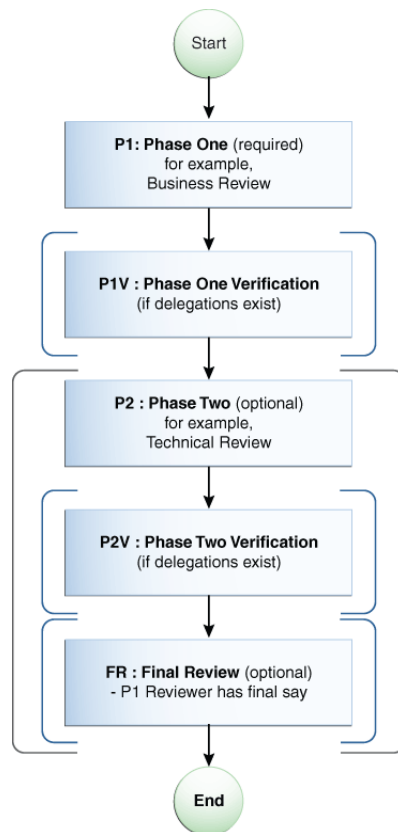 Start
P1: Phase One (required)
for example,
Business Review
P1V : Phase One Verification
(if delegations exist)
P2 : Phase Two (optional)
for example,
Technical Review
P2V : Phase Two Verification
(if delegations exist)
FR : Final Review (optional)
- P1 Reviewer has final say
End